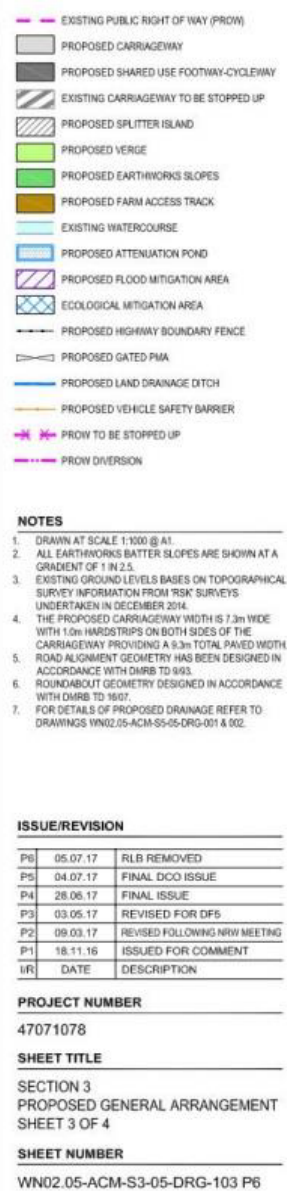 EXISTING PUBLIC RIGHT OF WAY (PROW)
PROPOSED CARRIAGEWAY
PROPOSED SHARED USE FOOTWAY-CYCLEWAY
EXISTING CARRIAGEWAY TO BE STOPPED UP
PROPOSED SPLITTER ISLAND
PROPOSED VERGE
PROPOSED EARTHWORKS SLOPES
PROPOSED FARM ACCESS TRACK
EXISTING WATERCOURSE
PROPOSED ATTENUATION POND
PROPOSED FLOOD MITIGATION AREA
ECOLOGICAL MITIGATION AREA
PROPOSED HIGHWAY BOUNDARY FENCE
PROPOSED GATED PMA
PROPOSED LAND DRAINAGE DITCH
PROPOSED VEHICLE SAFETY BARRIER
PROW TO BE STOPPED UP
PROW DIVERSION
NOTES
1. DRAWN AT SCALE 1:1000 @ A1.
2. ALL EARTHWORKS BATTER SLOPES ARE SHOWN AT A
GRADIENT OF 1 IN 2.5.
3. EXISTING GROUND LEVELS BASES ON TOPOGRAPHICAL
SURVEY INFORMATION FROM 'RSK' SURVEYS
UNDERTAKEN IN DECEMBER 2014.
4. THE PROPOSED CARRIAGEWAY WIDTH IS 7.3m WIDE
WITH 1.0m HARDSTRIPS ON BOTH SIDES OF THE
CARRIAGEWAY PROVIDING A 9.3m TOTAL PAVED WIDTH.
5. ROAD ALIGNMENT GEOMETRY HAS BEEN DESIGNED IN
ACCORDANCE WITH DMRB TD 9/93.
6. ROUNDABOUT GEOMETRY DESIGNED IN ACCORDANCE
WITH DMRB TD 16/07.
7. FOR DETAILS OF PROPOSED DRAINAGE REFER TO
DRAWINGS WN02.05-ACM-S5-05-DRG-001 & 002.
ISSUE/REVISION
P6 05.07.17 RLB REMOVED
P5 04.07.17 FINAL DCO ISSUE
P4 28.06.17 FINAL ISSUE
P3 03.05.17 REVISED FOR DF5
P2 09.03.17 REVISED FOLLOWING NRW MEETING
P1 18.11.16 ISSUED FOR COMMENT
I/R DATE DESCRIPTION
PROJECT NUMBER
47071078
SHEET TITLE
SECTION 3
PROPOSED GENERAL ARRANGEMENT
SHEET 3 OF 4
SHEET NUMBER
WN02.05-ACM-S3-05-DRG-103 P6